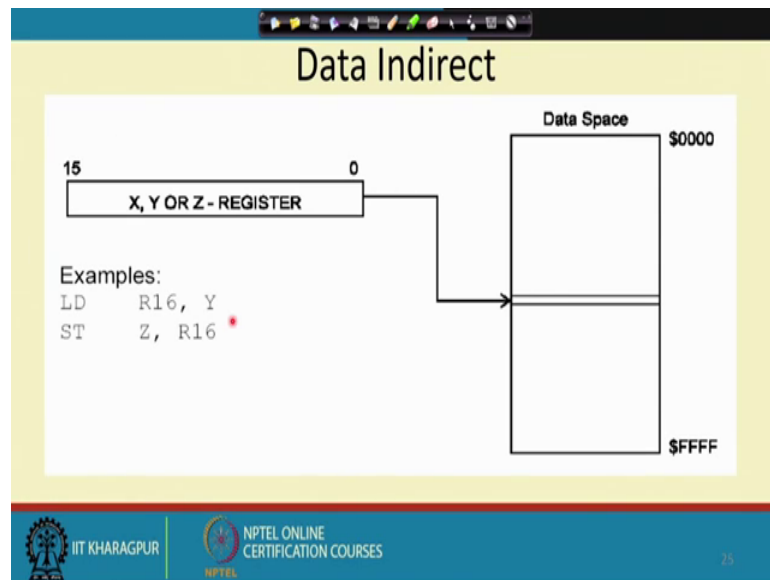 Data Indirect
Data Space
$0000
15 0
X, Y OR Z - REGISTER
Examples:
LD R16, Y
ST Z, R16
$FFFF
IIT KHARAGPUR
NPTEL
NPTEL ONLINE
CERTIFICATION COURSES
25